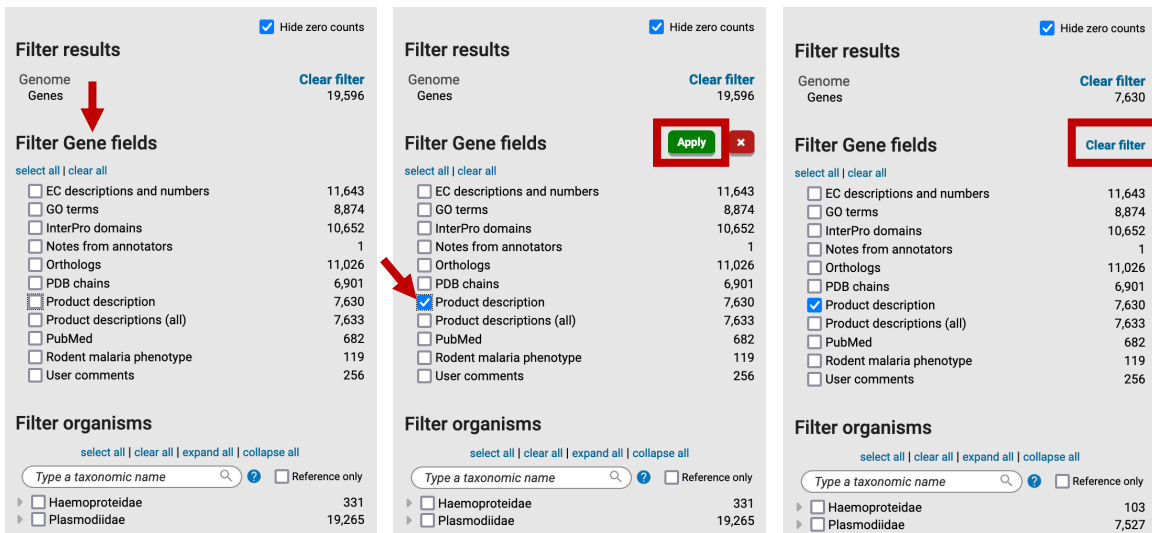 Hide zero counts
Filter results
Genome Clear filter
Genes 19,596
Filter Gene fields
select all | clear all
EC descriptions and numbers 11,643
GO terms 8,874
InterPro domains 10,652
Notes from annotators 1
Orthologs 11,026
PDB chains 6,901
Product description 7,630
Product descriptions (all) 7,633
PubMed 682
Rodent malaria phenotype 119
User comments 256
Filter organisms
select all | clear all | expand all | collapse all
Type a taxonomic name ? Reference only
Haemoproteidae 331
Plasmodiidae 19,265
Hide zero counts
Filter results
Genome Clear filter
Genes 19,596
Filter Gene fields Apply ×
select all | clear all
EC descriptions and numbers 11,643
GO terms 8,874
InterPro domains 10,652
Notes from annotators 1
Orthologs 11,026
PDB chains 6,901
Product description 7,630
Product descriptions (all) 7,633
PubMed 682
Rodent malaria phenotype 119
User comments 256
Filter organisms
select all | clear all | expand all | collapse all
Type a taxonomic name ? Reference only
Haemoproteidae 331
Plasmodiidae 19,265
Hide zero counts
Filter results
Genome Clear filter
Genes 7,630
Filter Gene fields Clear filter
select all | clear all
EC descriptions and numbers 11,643
GO terms 8,874
InterPro domains 10,652
Notes from annotators 1
Orthologs 11,026
PDB chains 6,901
Product description 7,630
Product descriptions (all) 7,633
PubMed 682
Rodent malaria phenotype 119
User comments 256
Filter organisms
select all | clear all | expand all | collapse all
Type a taxonomic name ? Reference only
Haemoproteidae 103
Plasmodiidae 7,527